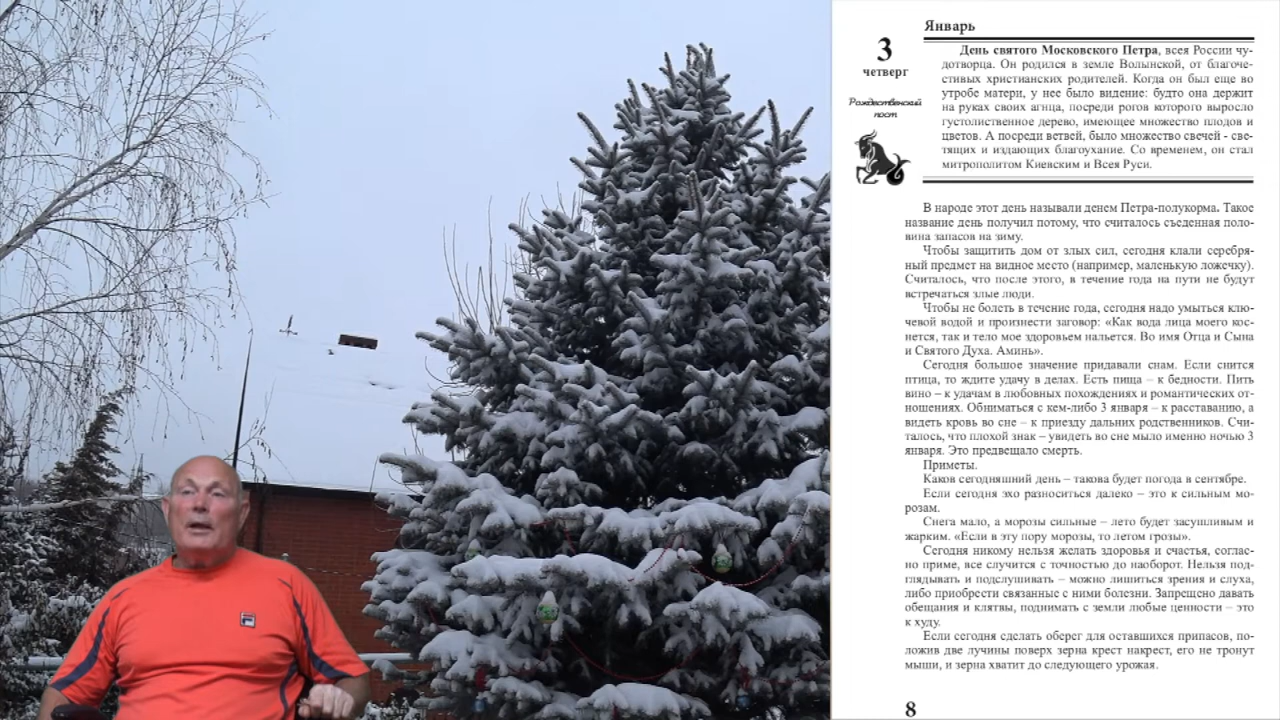 Январь
3
четверг
Рождественский
пост
День святого Московского Петра, всея России чу-
дотворца. Он родился в земле Волынской, от благоче-
стивых христианских родителей. Когда он был еще во
утробе матери, у нее было видение: будто она держит
на руках своих агнца, посреди рогов которого выросло
густолиственное дерево, имеющее множество плодов и
цветов. А посреди ветвей, было множество свечей - све-
тящих и издающих благоухание. Со временем, он стал
митрополитом Киевским и Всея Руси.
В народе этот день называли денем Петра-полукорма. Такое
название день получил потому, что считалось съеденная поло-
вина запасов на зиму.
Чтобы защитить дом от злых сил, сегодня клали серебря-
ный предмет на видное место (например, маленькую ложечку).
Считалось, что после этого, в течение года на пути не будут
встречаться злые люди.
Чтобы не болеть в течение года, сегодня надо умыться клю-
чевой водой и произнести заговор: «Как вода лица моего кос-
нется, так и тело мое здоровьем нальется. Во имя Отца и Сына
и Святого Духа. Аминь».
Сегодня большое значение придавали снам. Если снится
птица, то ждите удачу в делах. Есть пища – к бедности. Пить
вино – к удачам в любовных похождениях и романтических от-
ношениях. Обниматься с кем-либо 3 января – к расставанию, а
видеть кровь во сне – к приезду дальних родственников. Счи-
талось, что плохой знак – увидеть во сне мыло именно ночью 3
января. Это предвещало смерть.
Приметы.
Каков сегодняшний день – такова будет погода в сентябре.
Если сегодня эхо разноситься далеко – это к сильным мо-
розам.
Снега мало, а морозы сильные – лето будет засушливым и
жарким. «Если в эту пору морозы, то летом грозы».
Сегодня никому нельзя желать здоровья и счастья, соглас-
но приме, все случится с точностью до наоборот. Нельзя под-
глядывать и подслушивать – можно лишиться зрения и слуха,
либо приобрести связанные с ними болезни. Запрещено давать
обещания и клятвы, поднимать с земли любые ценности – это
к худу.
Если сегодня сделать оберег для оставшихся припасов, по-
ложив две лучины поверх зерна крест накрест, его не тронут
мыши, и зерна хватит до следующего урожая.
8
FILA